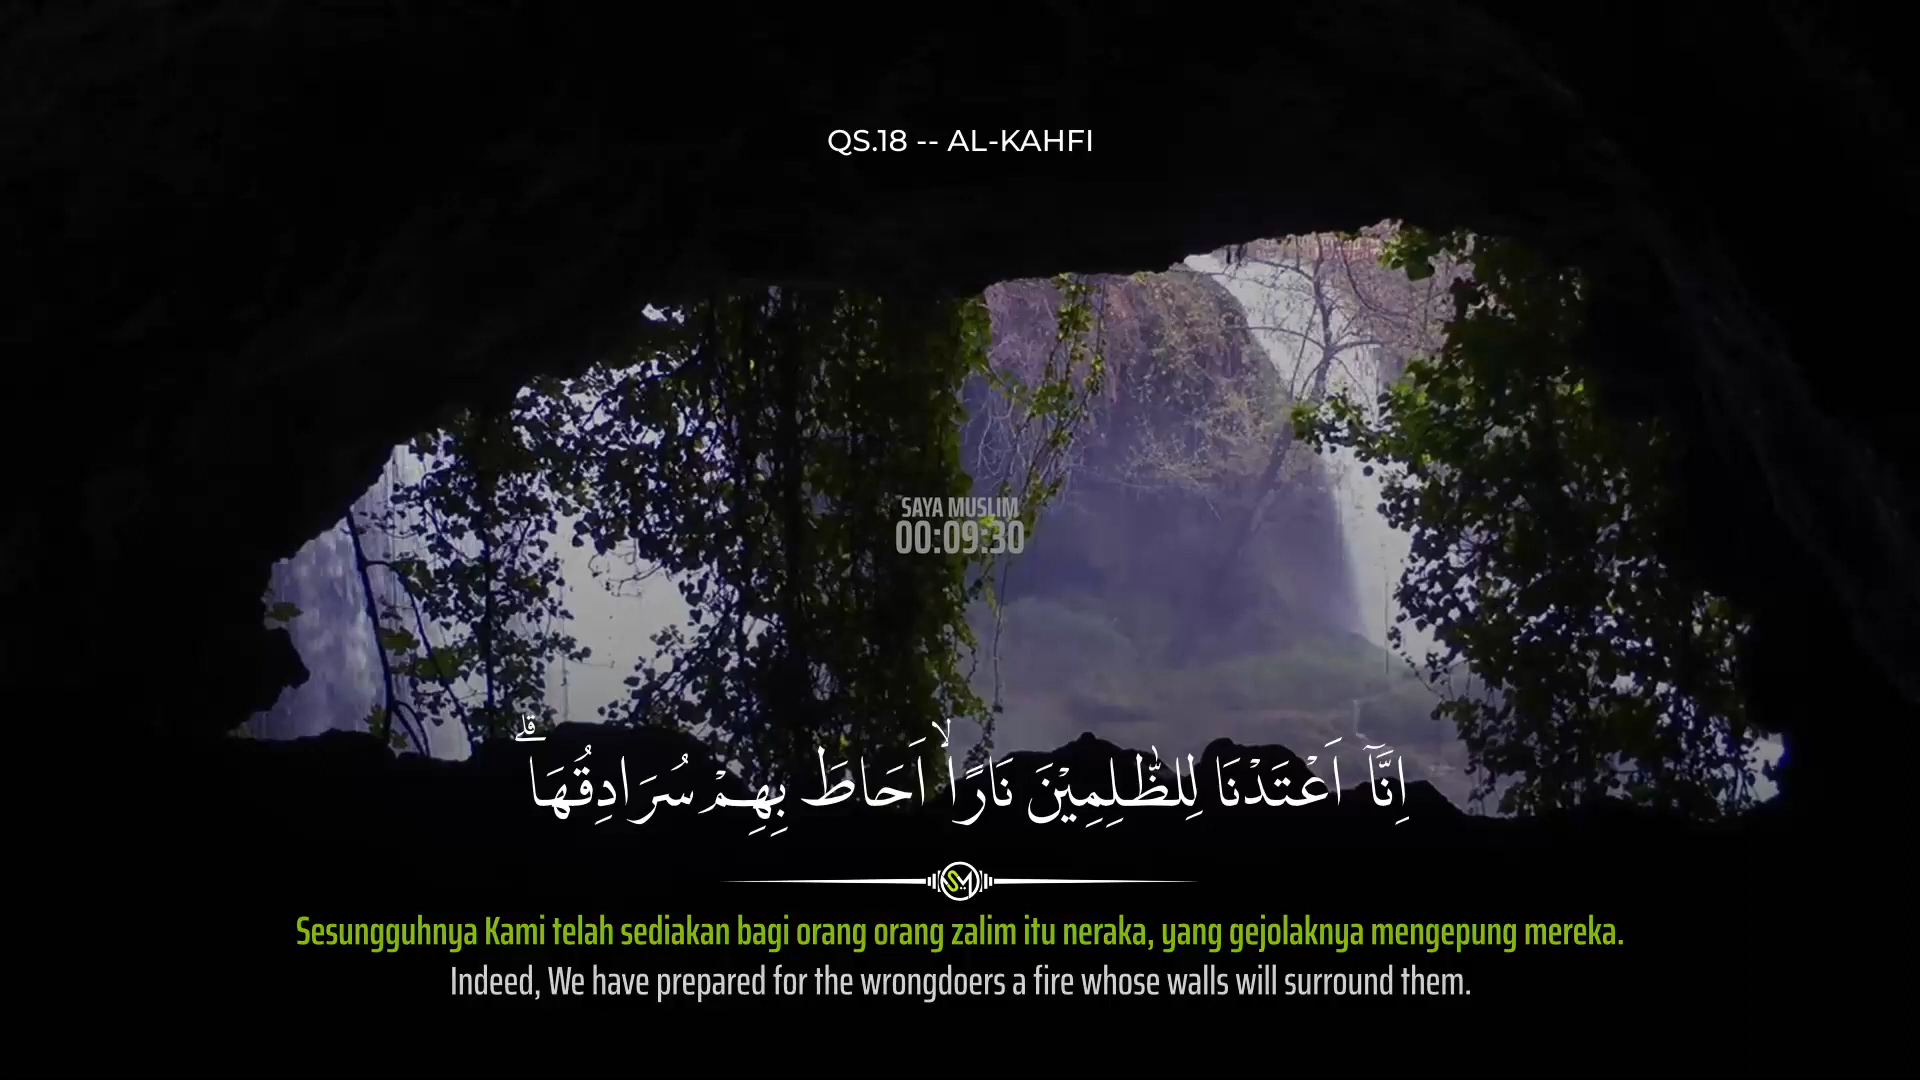 QS.18 -- AL-KAHFI
SAYA MUSLIM
00:09:30
اِنَّآ اَعْتَدْنَا لِلظّٰلِمِيْنَ نَارًاۙ اَحَاطَ بِهِمْ سُرَادِقُهَاۗ
SM
Sesungguhnya Kami telah sediakan bagi orang orang zalim itu neraka, yang gejolaknya mengepung mereka.
Indeed, We have prepared for the wrongdoers a fire whose walls will surround them.